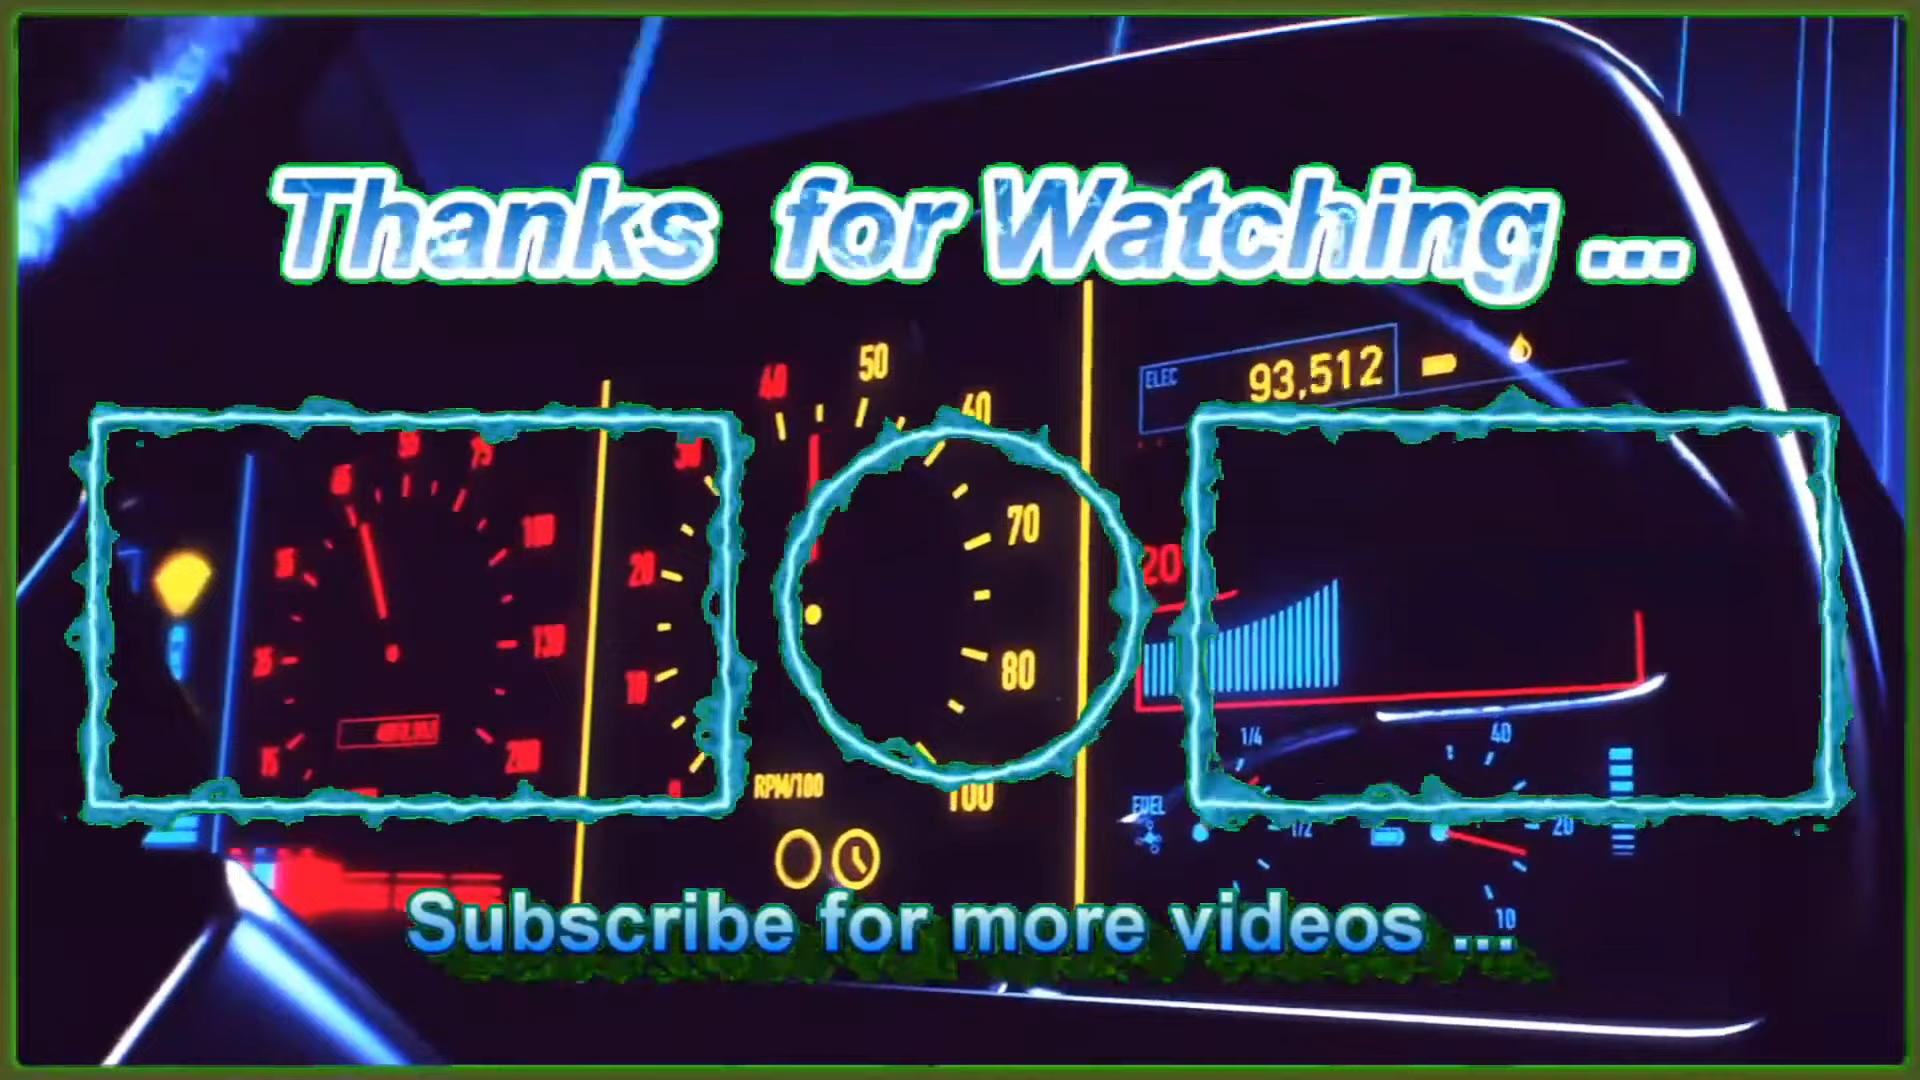 Thanks for Watching ...
50
60
ELEC 93,512
70
20
20
80
10
1/4
40
RPM/100
100
FUEL
1/2
20
Subscribe for more videos ...
10